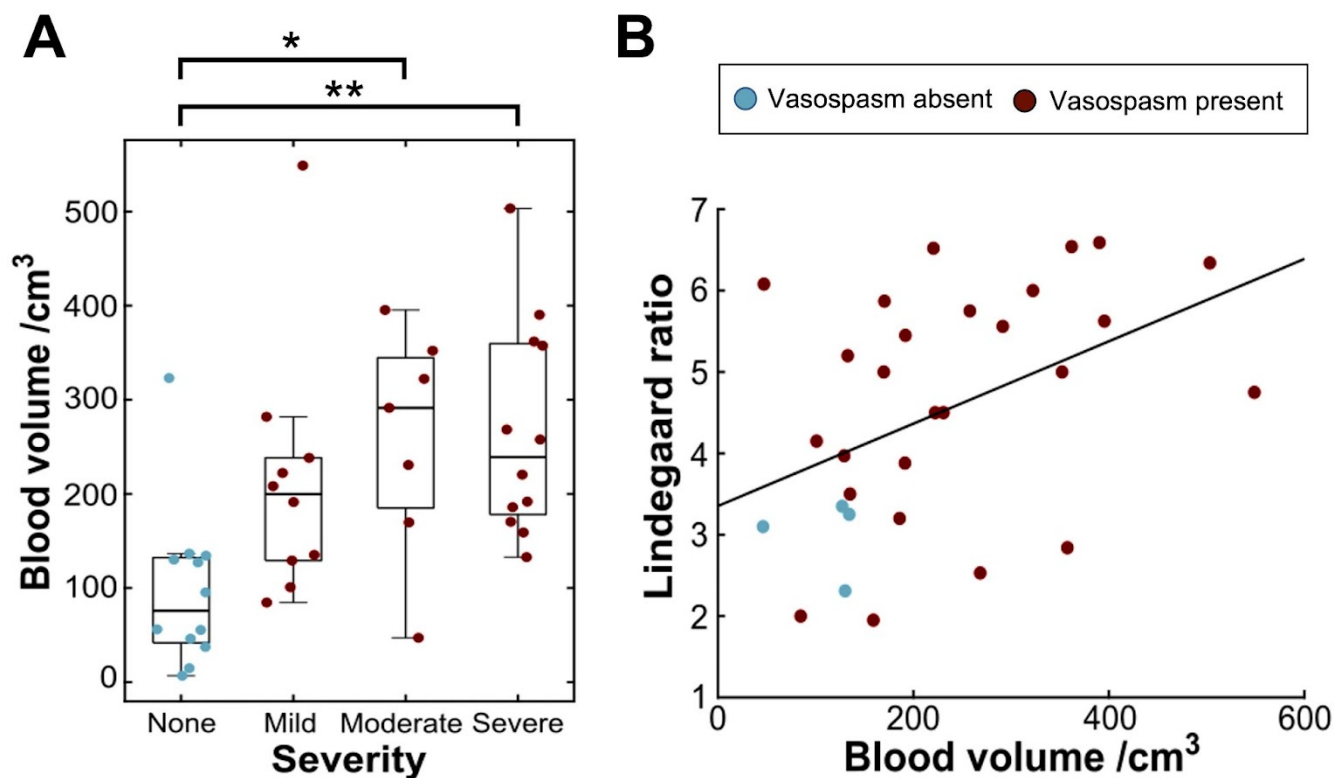 A
*
**
Blood volume /cm³
500
400
300
200
100
0
None Mild Moderate Severe
Severity
B
Vasospasm absent Vasospasm present
Lindegaard ratio
7
6
5
4
3
2
1
0 200 400 600
Blood volume /cm³